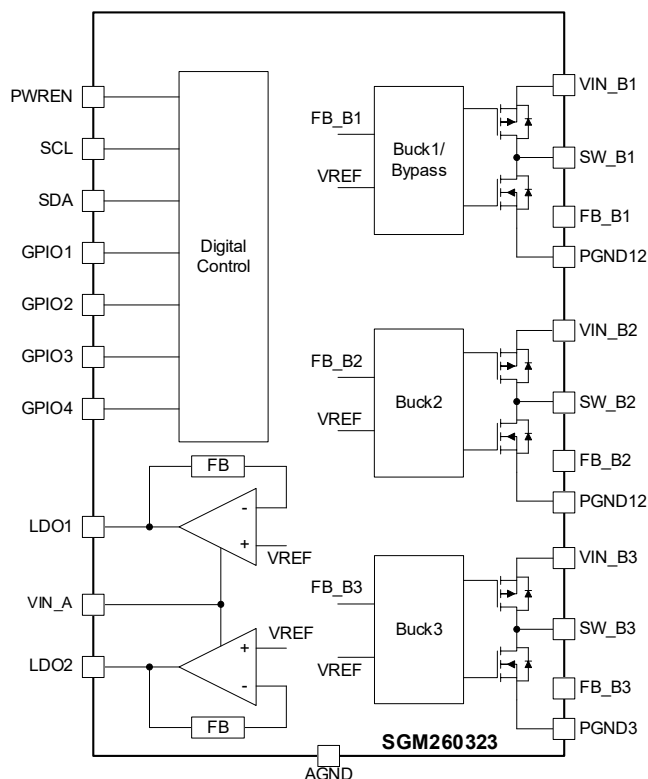 PWREN
SCL
SDA
GPIO1
GPIO2
GPIO3
GPIO4
Digital
Control
FB
-
+
VREF
LDO1
VIN_A
LDO2
VREF
+
-
FB
FB_B1
VREF
Buck1/
Bypass
VIN_B1
SW_B1
FB_B1
PGND12
FB_B2
VREF
Buck2
VIN_B2
SW_B2
FB_B2
PGND12
FB_B3
VREF
Buck3
VIN_B3
SW_B3
FB_B3
PGND3
SGM260323
AGND